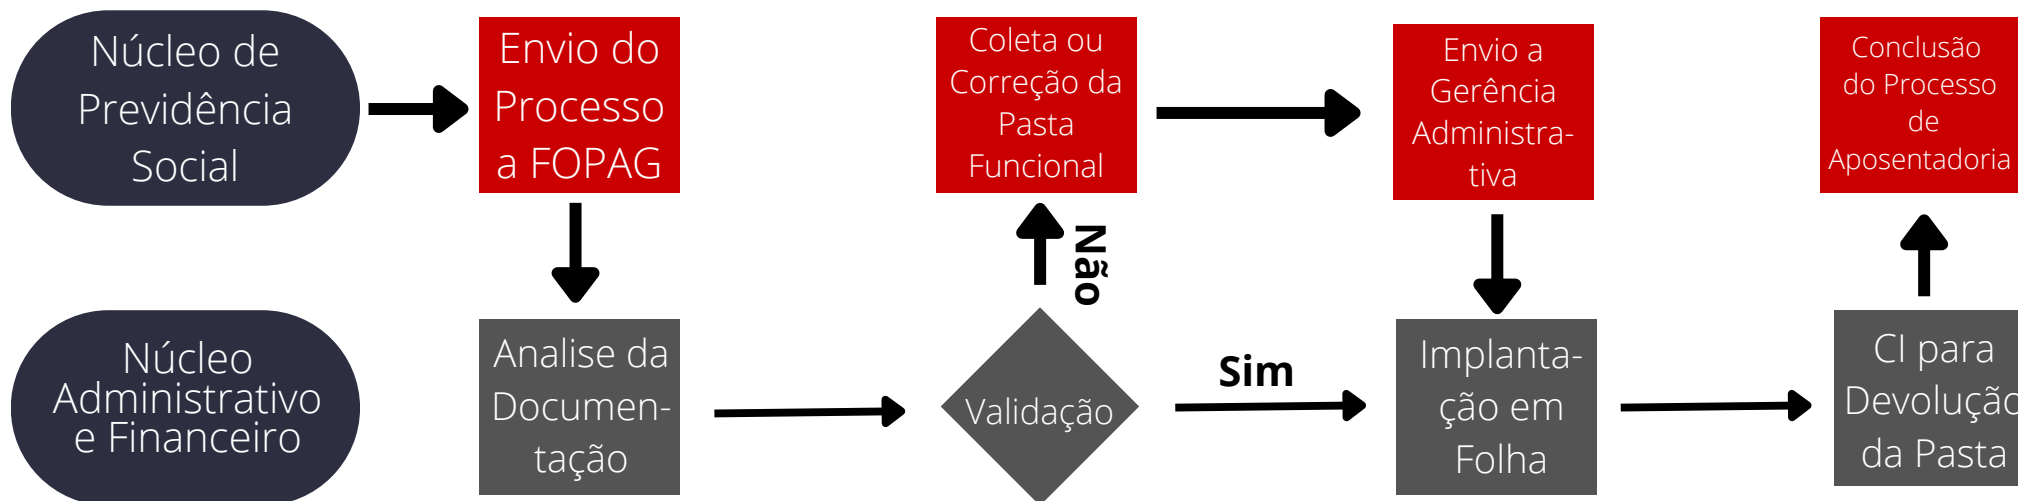 Núcleo de
Previdência
Social
Envio do
Processo
a FOPAG
Coleta ou
Correção da
Pasta
Funcional
Envio a
Gerência
Administra-
tiva
Conclusão
do Processo
de
Aposentadoria
Não
Núcleo
Administrativo
e Financeiro
Analise da
Documen-
tação
Validação
Sim
Implanta-
ção em
Folha
CI para
Devolução
da Pasta